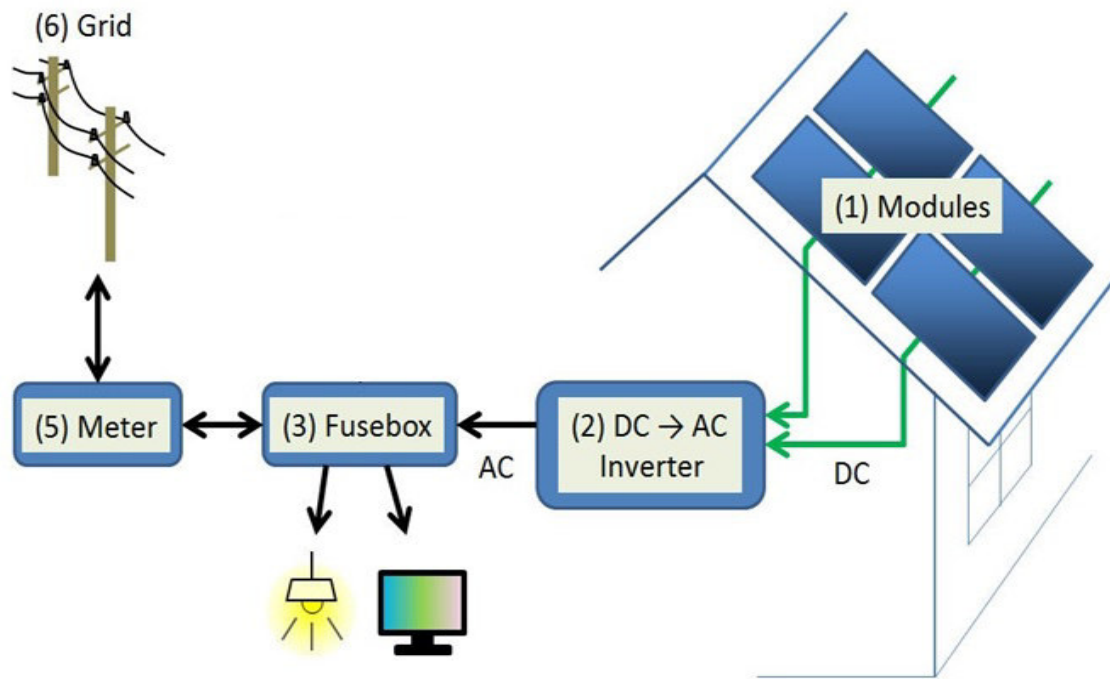 (6) Grid
(1) Modules
(5) Meter
(3) Fusebox
AC
(2) DC → AC
Inverter
DC